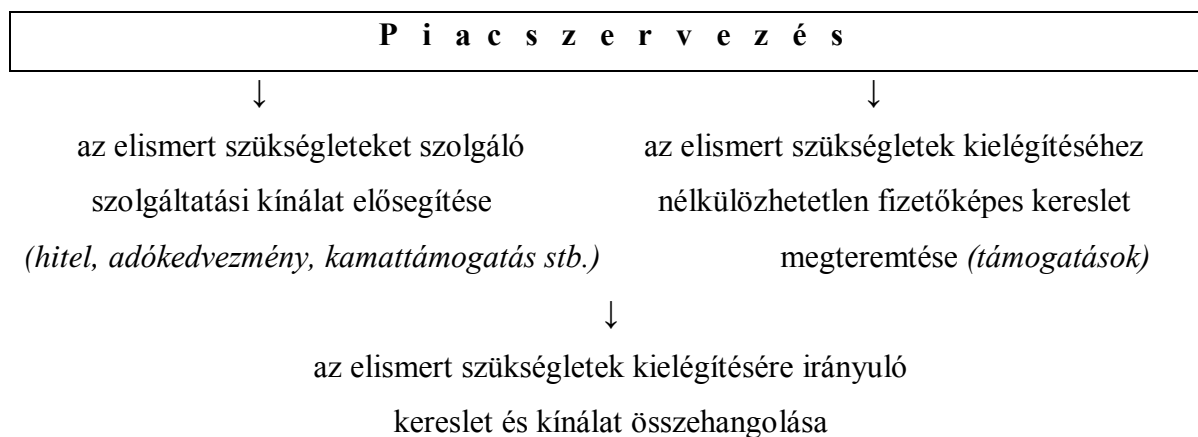 P i a c s z e r v e z é s
↓ ↓
az elismert szükségleteket szolgáló
szolgáltatási kínálat elősegítése
(hitel, adókedvezmény, kamattámogatás stb.)
az elismert szükségletek kielégítéséhez
nélkülözhetetlen fizetőképes kereslet
megteremtése (támogatások)
↓
az elismert szükségletek kielégítésére irányuló
kereslet és kínálat összehangolása